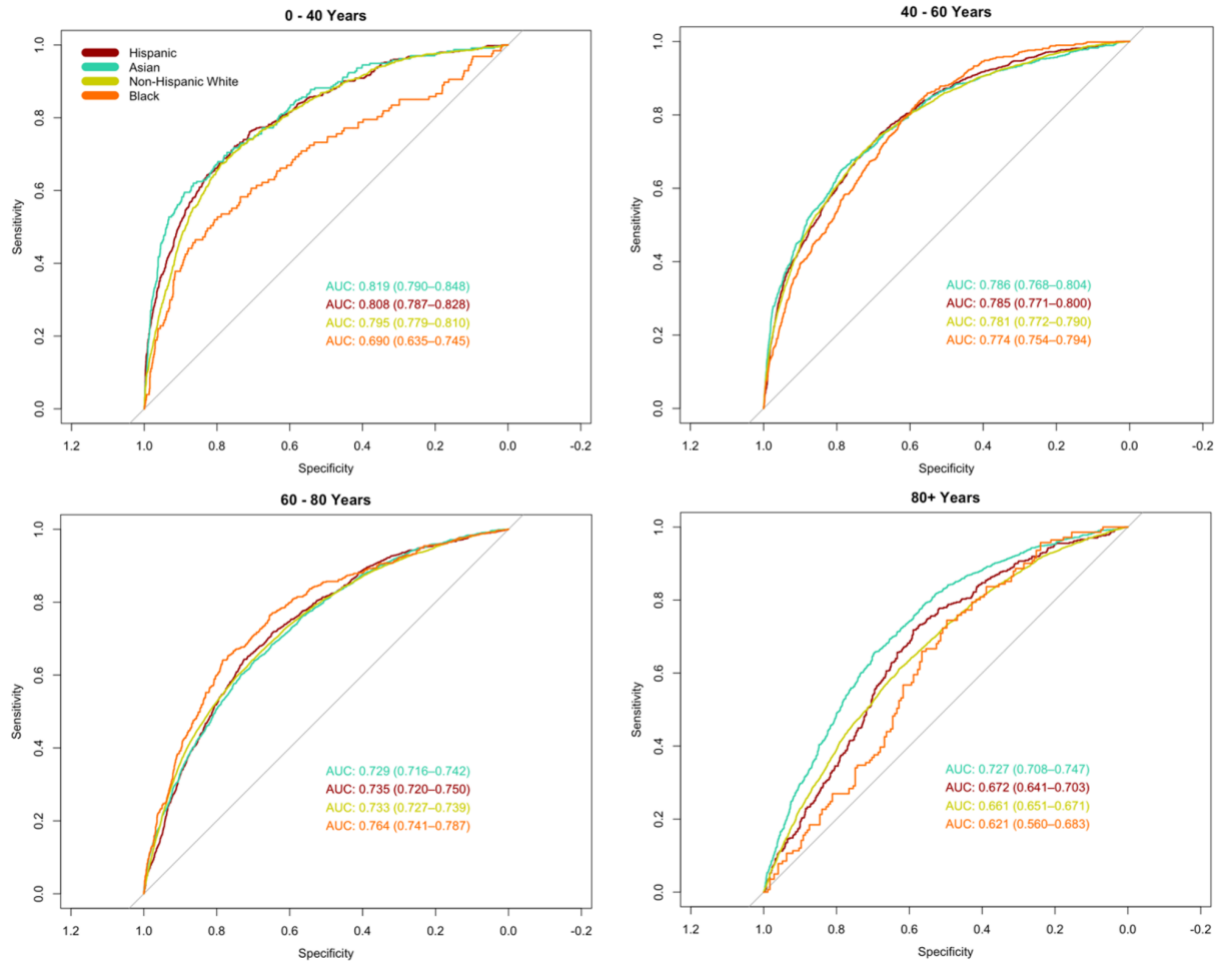 0 - 40 Years
Hispanic
Asian
Non-Hispanic White
Black
Sensitivity
1.0
0.8
0.6
0.4
0.2
0.0
AUC: 0.819 (0.790–0.848)
AUC: 0.808 (0.787–0.828)
AUC: 0.795 (0.779–0.810)
AUC: 0.690 (0.635–0.745)
1.2 1.0 0.8 0.6 0.4 0.2 0.0 -0.2
Specificity
40 - 60 Years
Sensitivity
1.0
0.8
0.6
0.4
0.2
0.0
AUC: 0.786 (0.768–0.804)
AUC: 0.785 (0.771–0.800)
AUC: 0.781 (0.772–0.790)
AUC: 0.774 (0.754–0.794)
1.2 1.0 0.8 0.6 0.4 0.2 0.0 -0.2
Specificity
60 - 80 Years
Sensitivity
1.0
0.8
0.6
0.4
0.2
0.0
AUC: 0.729 (0.716–0.742)
AUC: 0.735 (0.720–0.750)
AUC: 0.733 (0.727–0.739)
AUC: 0.764 (0.741–0.787)
1.2 1.0 0.8 0.6 0.4 0.2 0.0 -0.2
Specificity
80+ Years
Sensitivity
1.0
0.8
0.6
0.4
0.2
0.0
AUC: 0.727 (0.708–0.747)
AUC: 0.672 (0.641–0.703)
AUC: 0.661 (0.651–0.671)
AUC: 0.621 (0.560–0.683)
1.2 1.0 0.8 0.6 0.4 0.2 0.0 -0.2
Specificity